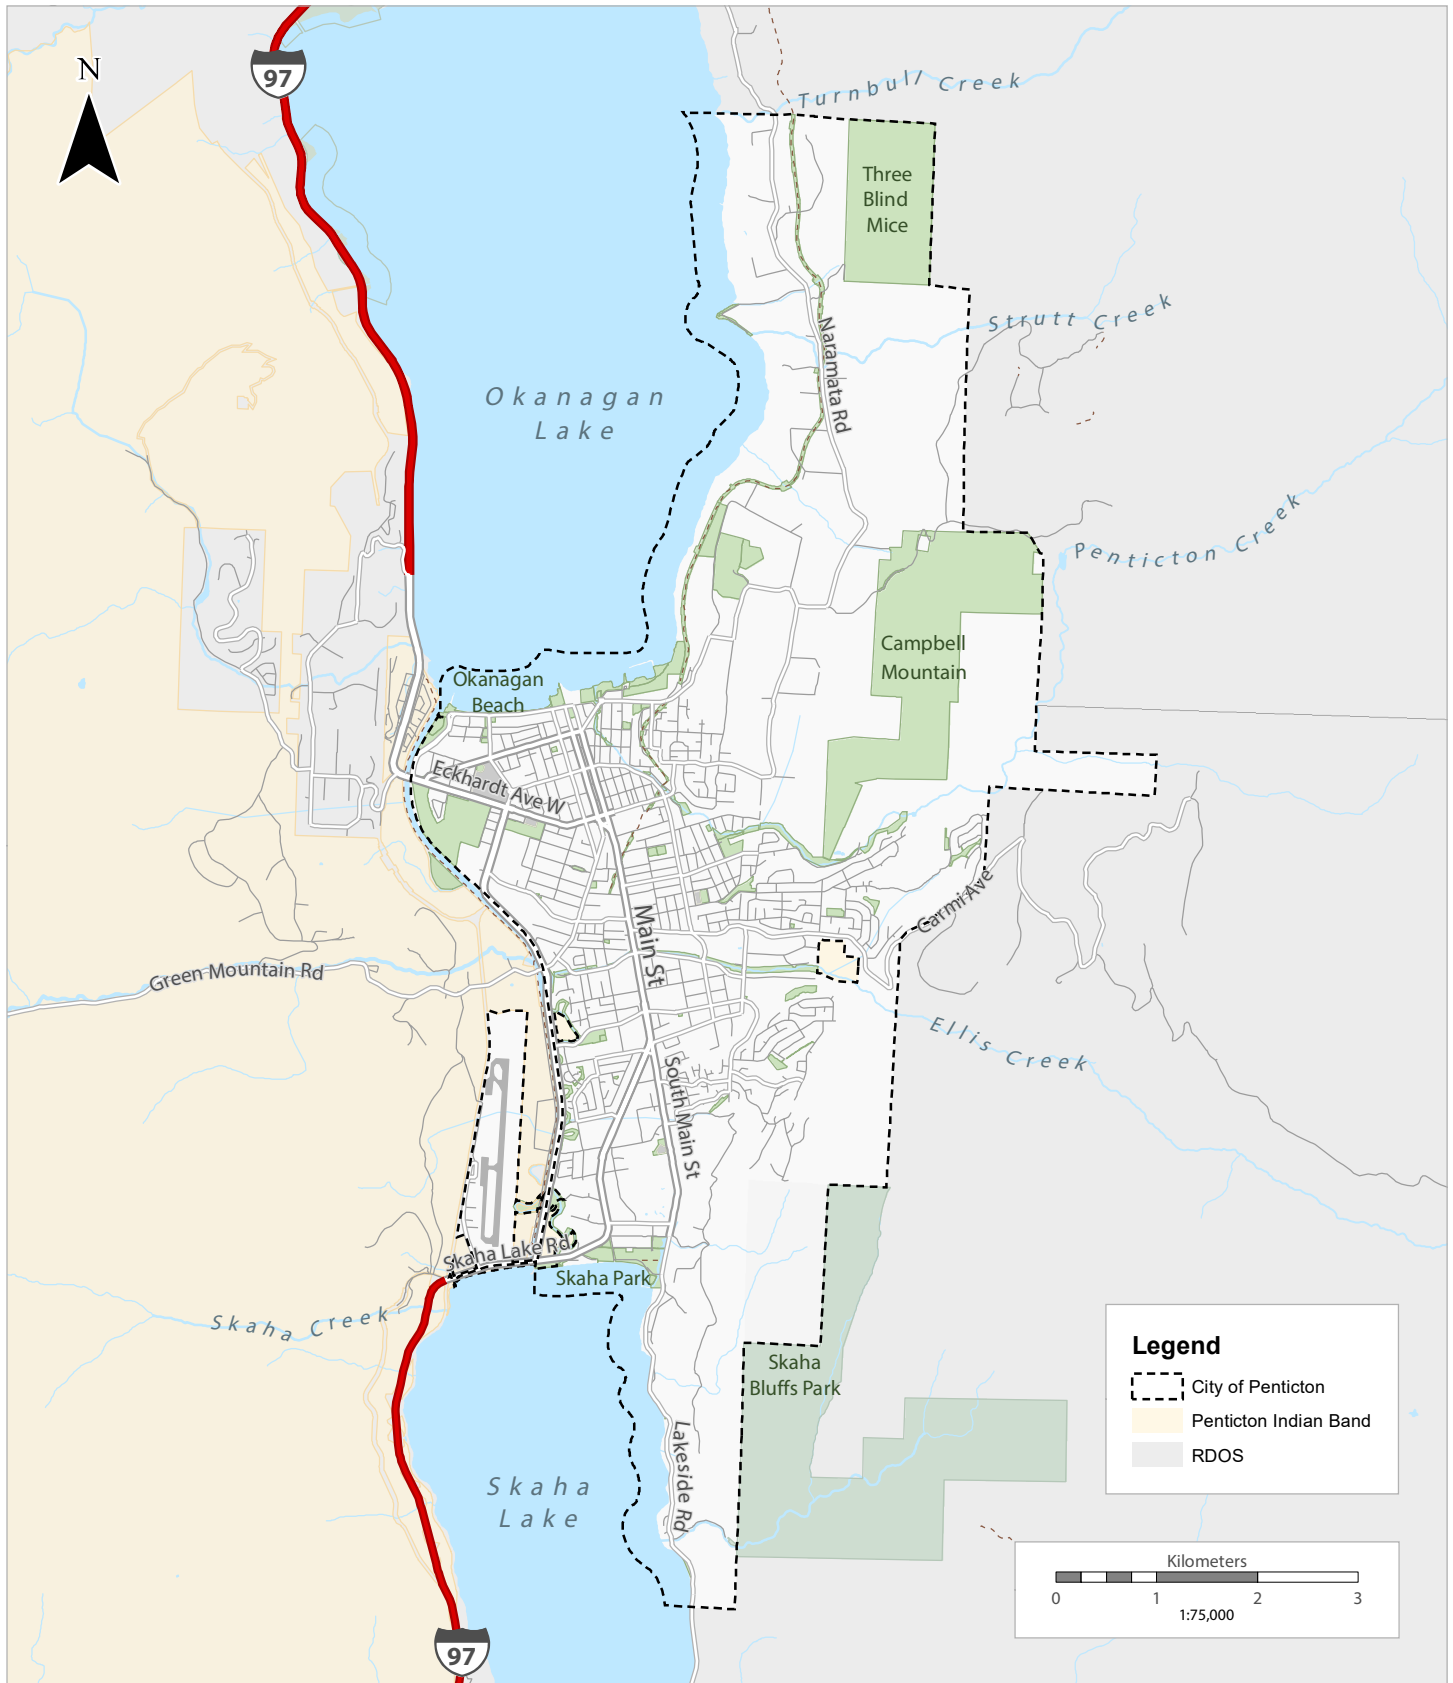 N
97
Turnbull Creek
Three
Blind
Mice
Strutt Creek
Naramata Rd
Okanagan
Lake
Penticton Creek
Campbell
Mountain
Okanagan
Beach
Eckhardt Ave W
Carmi Ave
Main St
Green Mountain Rd
Ellis Creek
South Main St
Skaha Lake Rd
Skaha Park
Skaha Creek
Skaha
Bluffs Park
Lakeside Rd
Skaha
Lake
97
Legend
City of Penticton
Penticton Indian Band
RDOS
Kilometers
0 1 2 3
1:75,000